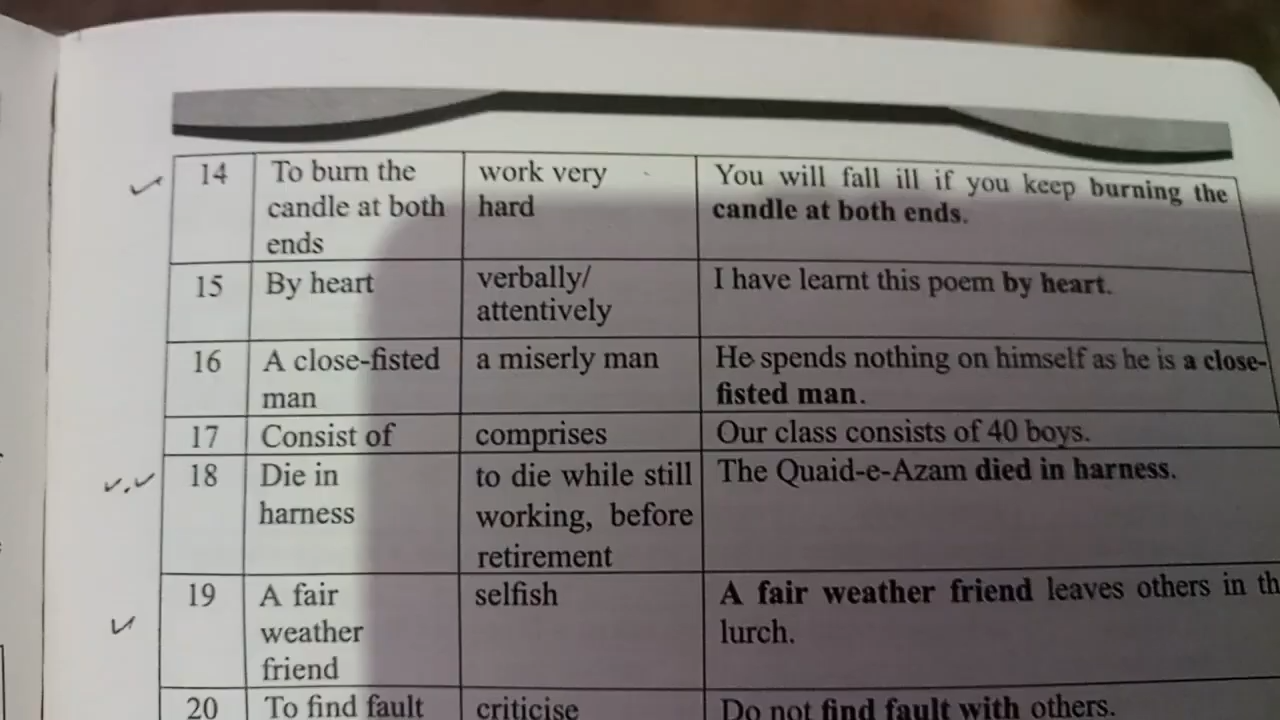 14 To burn the work very You will fall ill if you keep burning the
candle at both hard candle at both ends.
ends
15 By heart verbally/ I have learnt this poem by heart.
attentively
16 A close-fisted a miserly man He spends nothing on himself as he is a close-
man fisted man.
17 Consist of comprises Our class consists of 40 boys.
18 Die in to die while still The Quaid-e-Azam died in harness.
harness working, before
retirement
19 A fair selfish A fair weather friend leaves others in th
weather lurch.
friend
20 To find fault criticise Do not find fault with others.